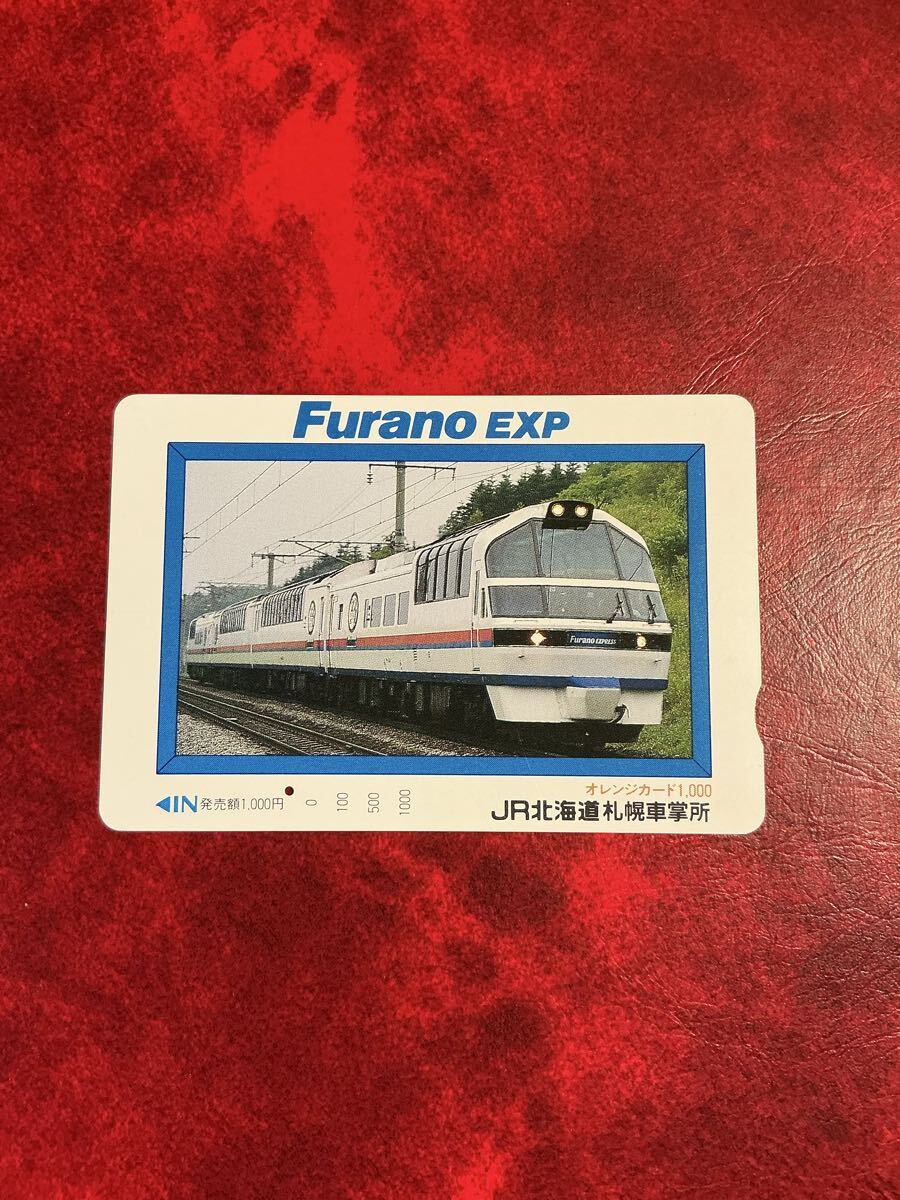 Furano EXP
Furano EXPRESS
オレンジカード1,000
◁IN 発売額1,000円
0
100
500
1000
JR北海道札幌車掌所